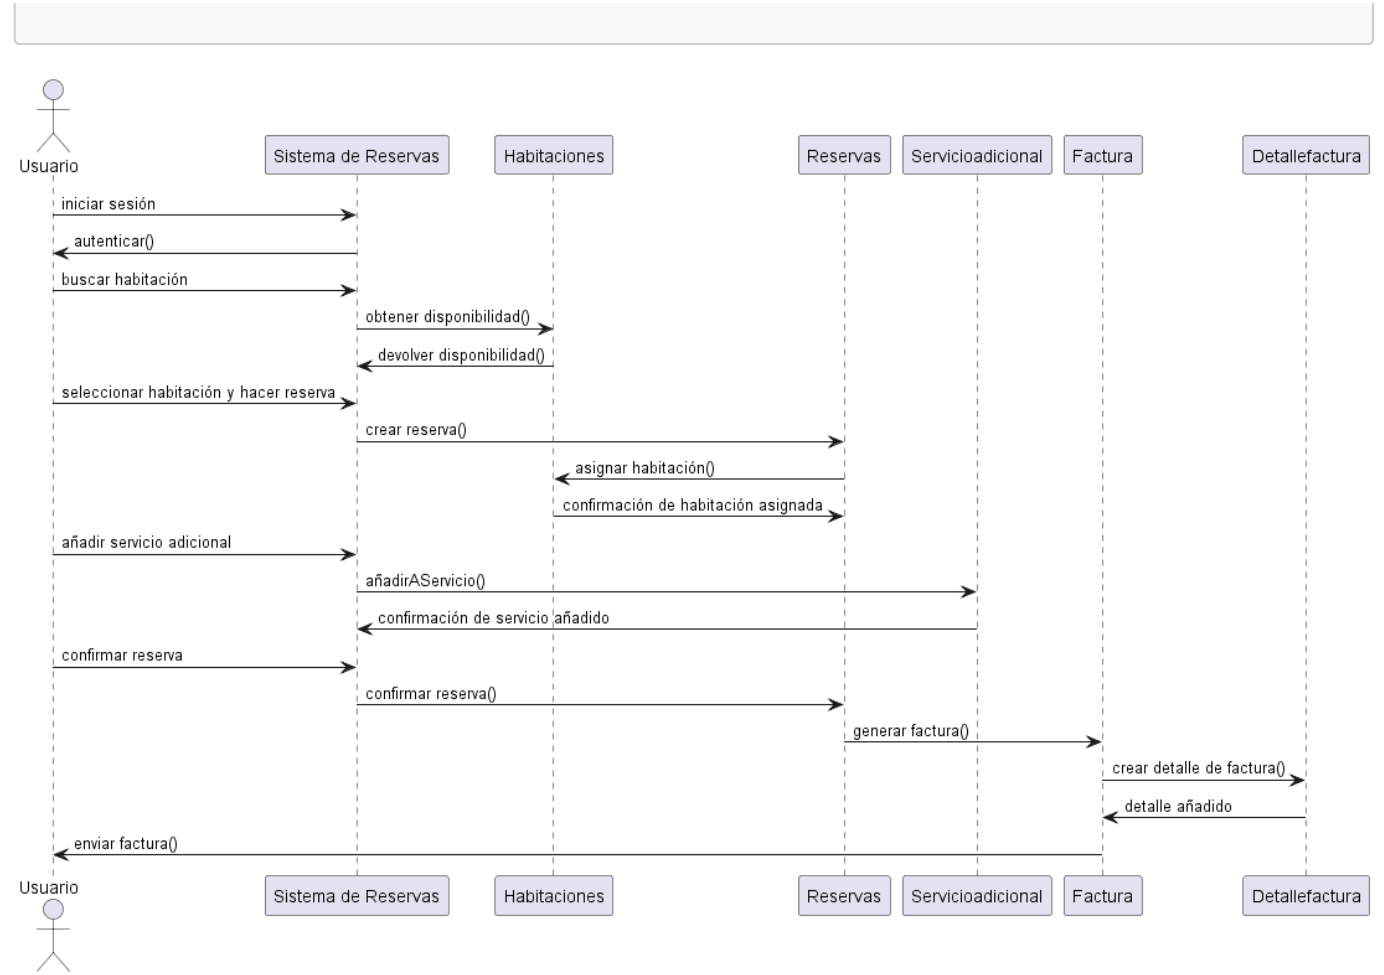 Usuario
Sistema de Reservas
Habitaciones
Reservas
Servicioadicional
Factura
Detallefactura
iniciar sesión
autenticar()
buscar habitación
obtener disponibilidad()
devolver disponibilidad()
seleccionar habitación y hacer reserva
crear reserva()
asignar habitación()
confirmación de habitación asignada
añadir servicio adicional
añadirAServicio()
confirmación de servicio añadido
confirmar reserva
confirmar reserva()
generar factura()
crear detalle de factura()
detalle añadido
enviar factura()
Usuario
Sistema de Reservas
Habitaciones
Reservas
Servicioadicional
Factura
Detallefactura